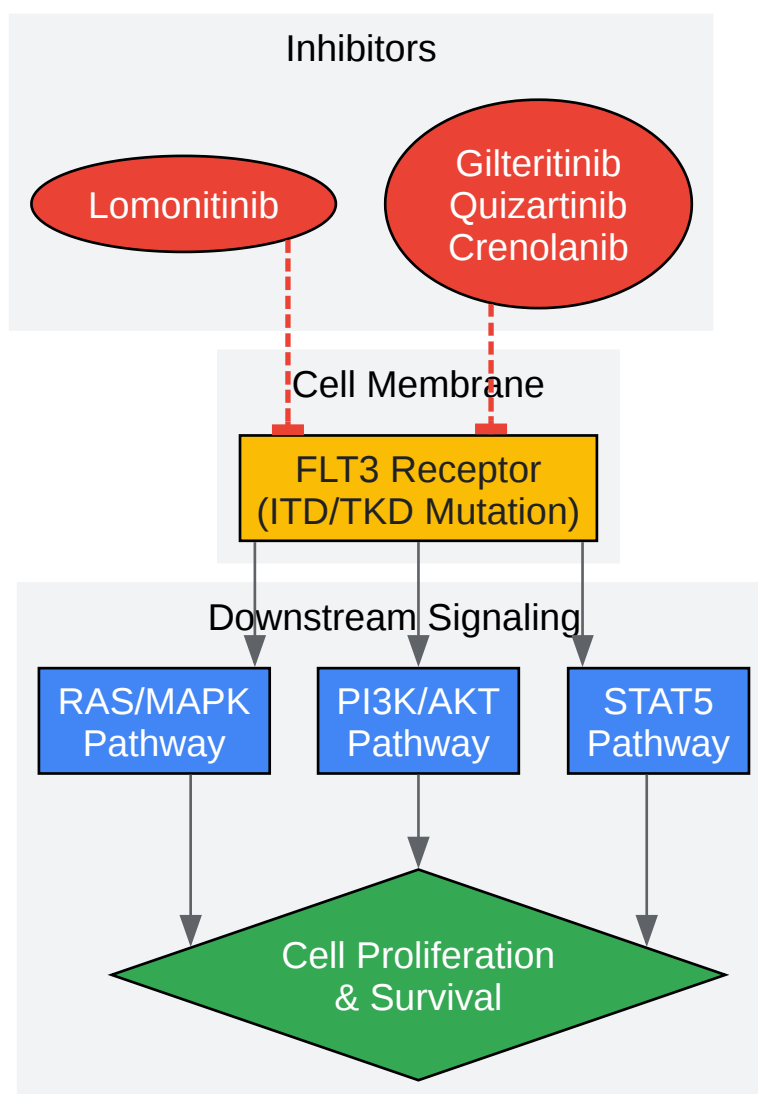 Inhibitors
Lomonitinib
Gilteritinib
Quizartinib
Crenolanib
Cell Membrane
FLT3 Receptor
(ITD/TKD Mutation)
Downstream Signaling
RAS/MAPK
Pathway
PI3K/AKT
Pathway
STAT5
Pathway
Cell Proliferation
& Survival